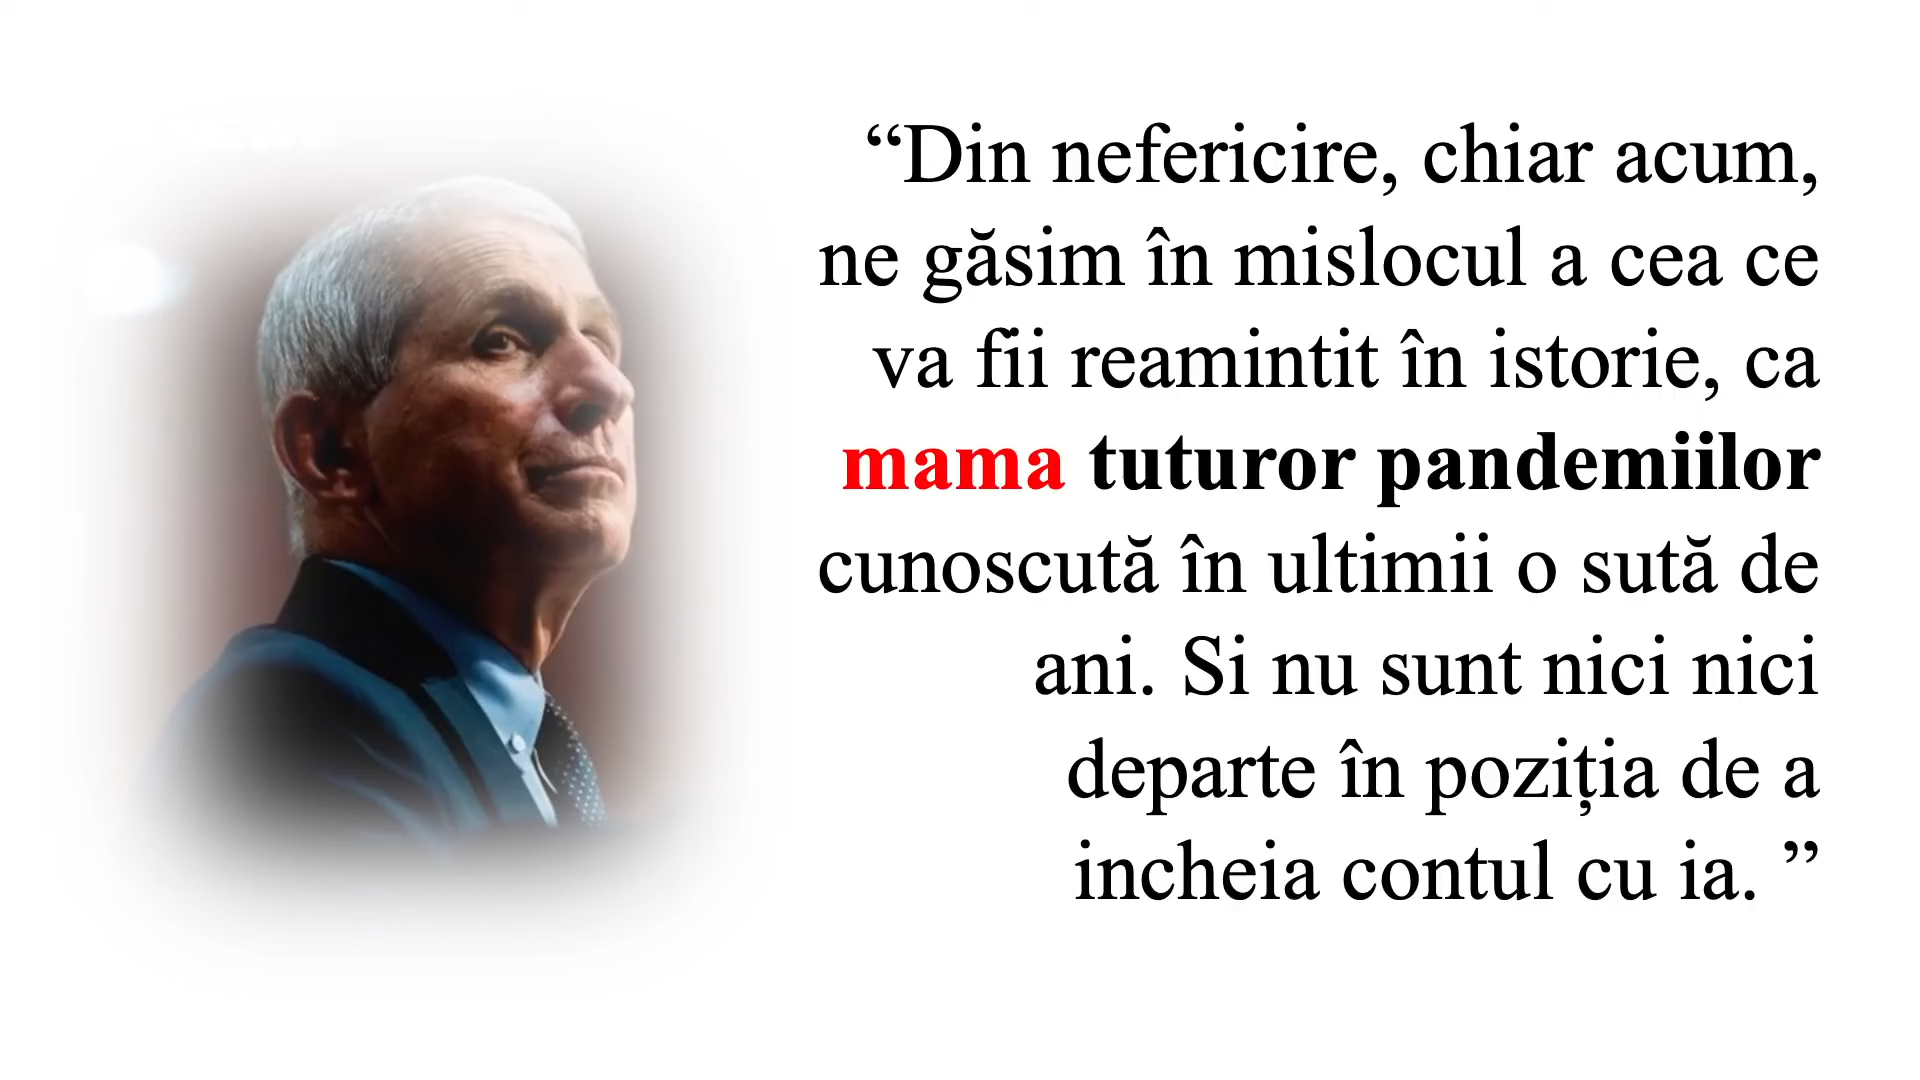 “Din nefericire, chiar acum,
ne găsim în mislocul a cea ce
va fii reamintit în istorie, ca
mama tuturor pandemiilor
cunoscută în ultimii o sută de
ani. Si nu sunt nici nici
departe în poziția de a
incheia contul cu ia. ”